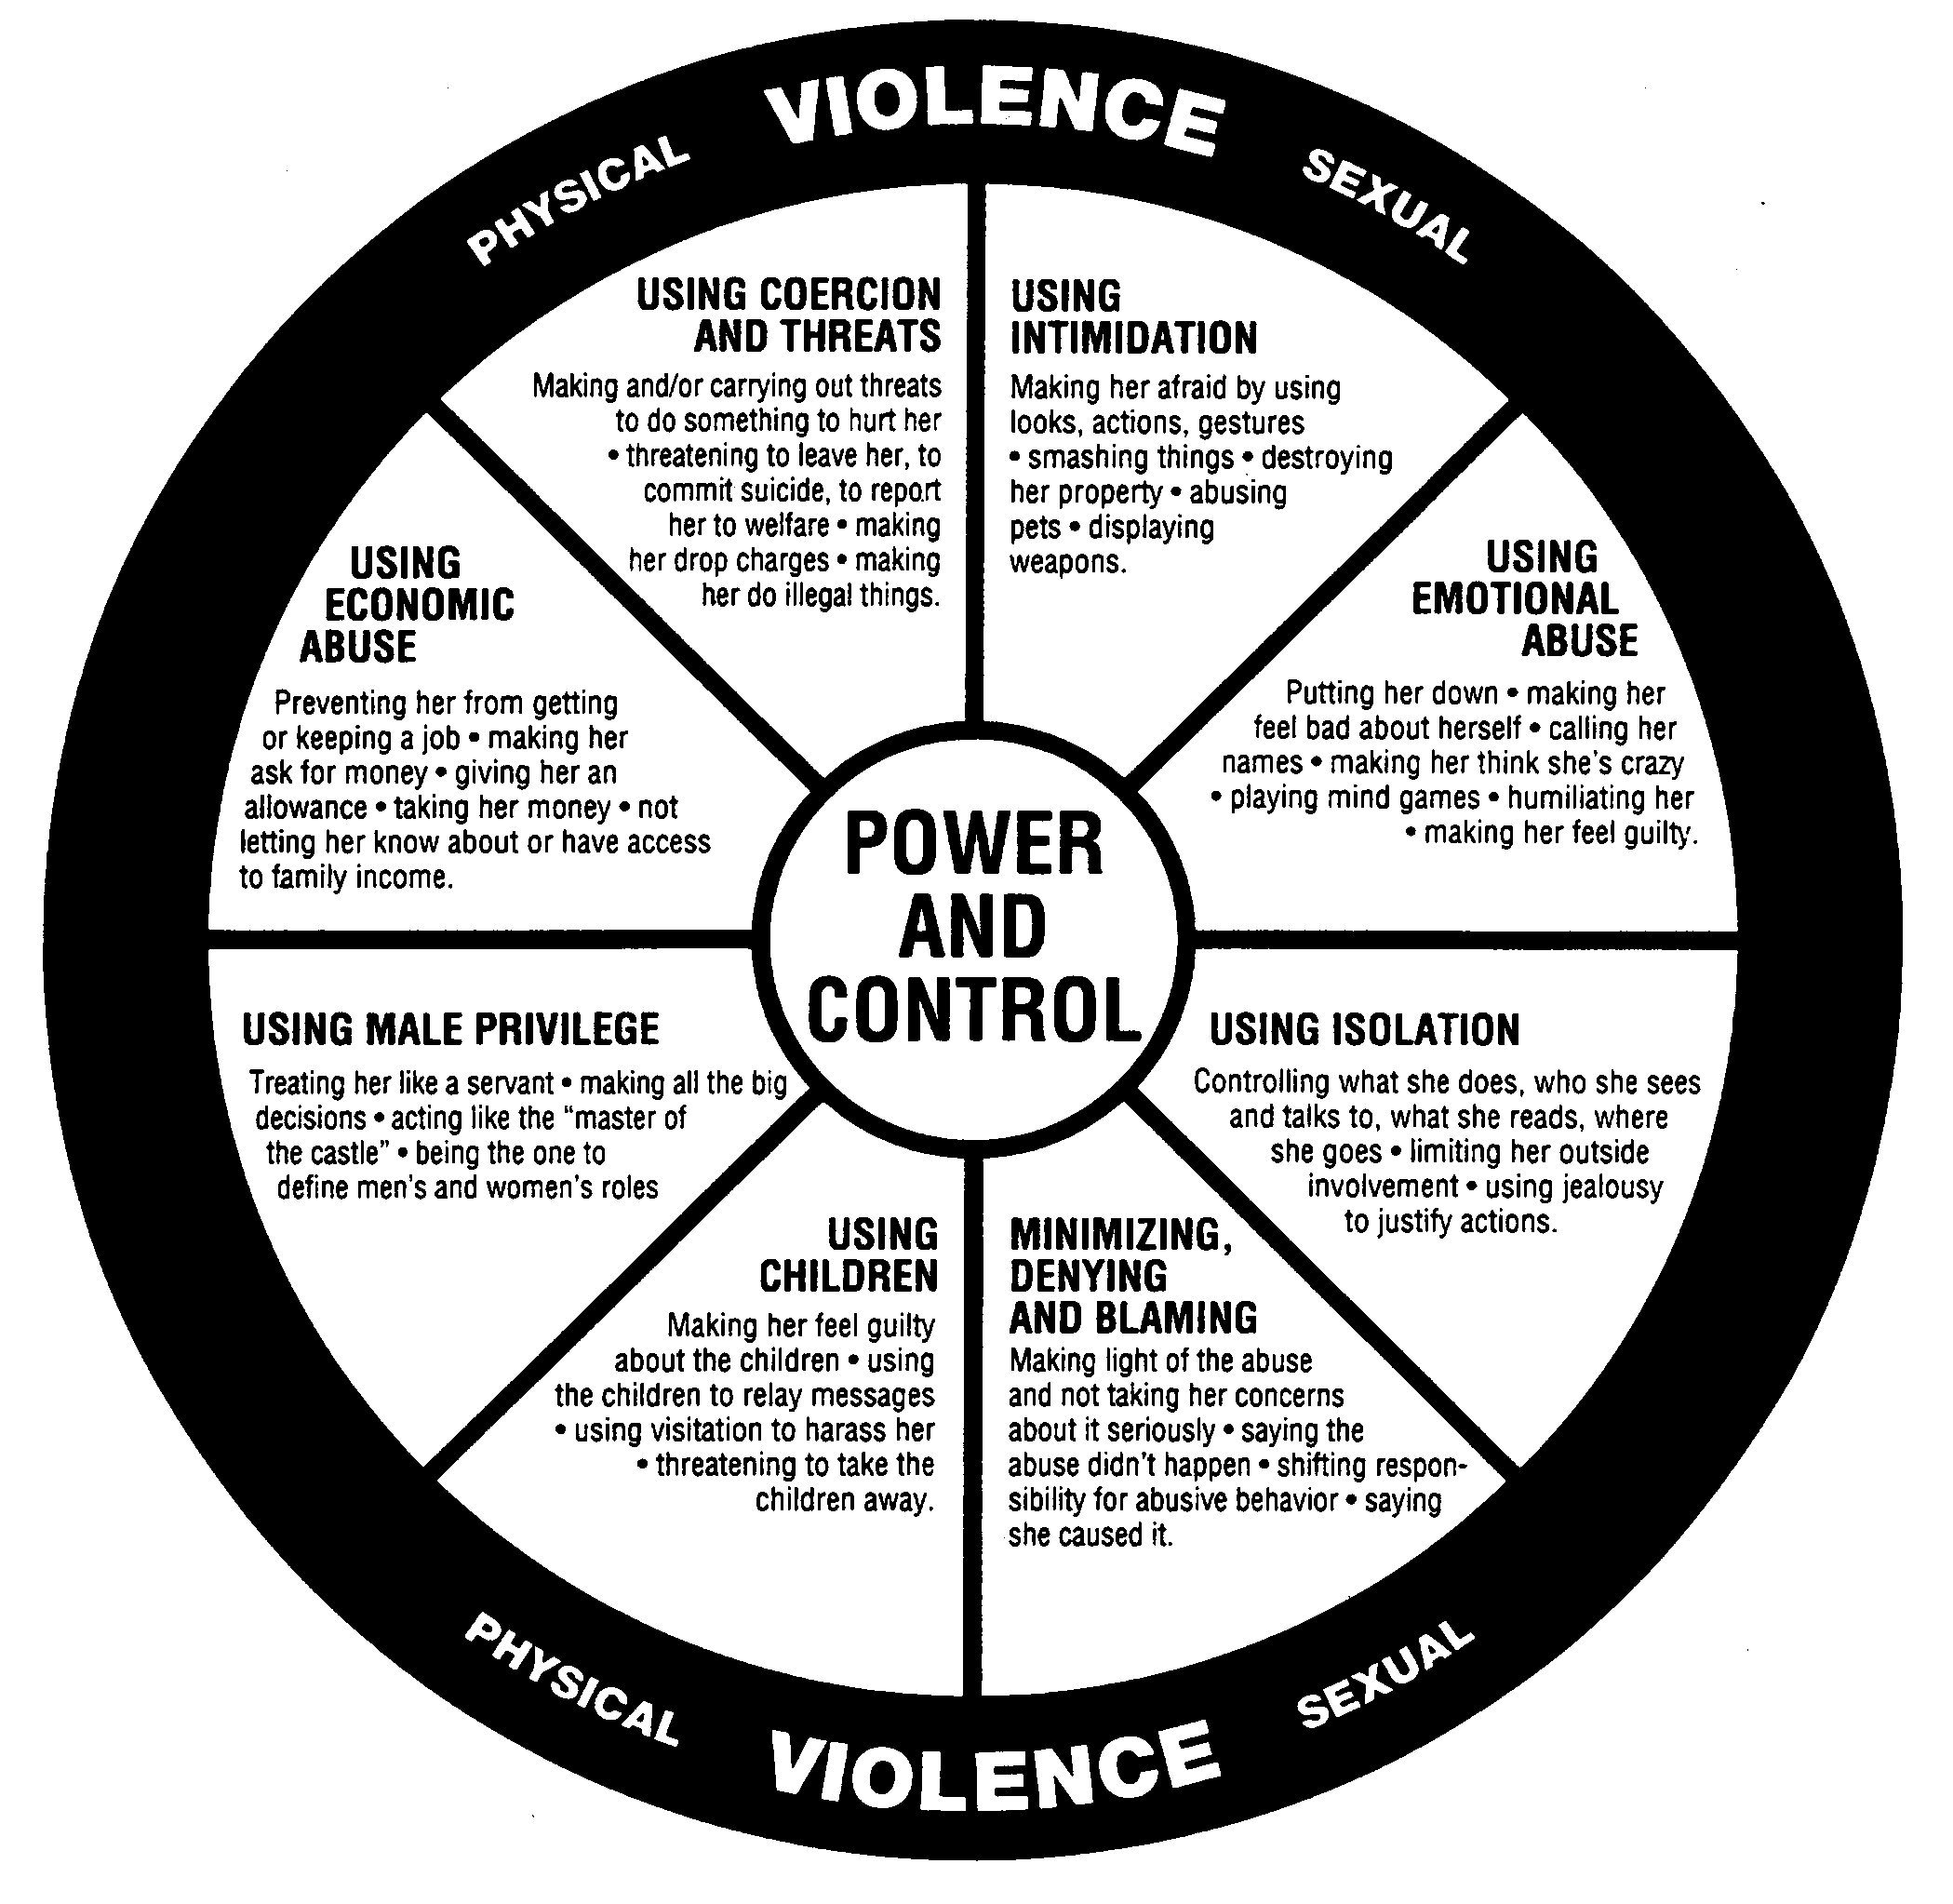 PHYSICAL VIOLENCE SEXUAL
USING COERCION
AND THREATS
Making and/or carrying out threats
to do something to hurt her
• threatening to leave her, to
commit suicide, to report
her to welfare • making
her drop charges • making
her do illegal things.
USING
INTIMIDATION
Making her afraid by using
looks, actions, gestures
• smashing things • destroying
her property • abusing
pets • displaying
weapons.
USING
ECONOMIC
ABUSE
Preventing her from getting
or keeping a job • making her
ask for money • giving her an
allowance • taking her money • not
letting her know about or have access
to family income.
USING
EMOTIONAL
ABUSE
Putting her down • making her
feel bad about herself • calling her
names • making her think she's crazy
• playing mind games • humiliating her
• making her feel guilty.
POWER
AND
CONTROL
USING MALE PRIVILEGE
Treating her like a servant • making all the big
decisions • acting like the "master of
the castle" • being the one to
define men's and women's roles
USING ISOLATION
Controlling what she does, who she sees
and talks to, what she reads, where
she goes • limiting her outside
involvement • using jealousy
to justify actions.
USING
CHILDREN
Making her feel guilty
about the children • using
the children to relay messages
• using visitation to harass her
• threatening to take the
children away.
MINIMIZING,
DENYING
AND BLAMING
Making light of the abuse
and not taking her concerns
about it seriously • saying the
abuse didn't happen • shifting respon-
sibility for abusive behavior • saying
she caused it.
PHYSICAL VIOLENCE SEXUAL